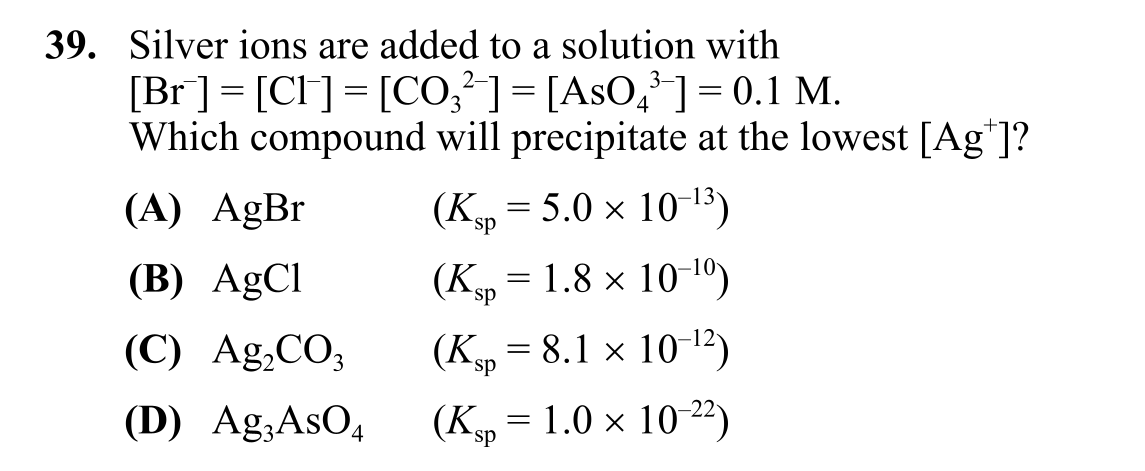 39. Silver ions are added to a solution with
[Br⁻] = [Cl⁻] = [CO₃²⁻] = [AsO₄³⁻] = 0.1 M.
Which compound will precipitate at the lowest [Ag⁺]?
(A) AgBr (Kₛₚ = 5.0 × 10⁻¹³)
(B) AgCl (Kₛₚ = 1.8 × 10⁻¹⁰)
(C) Ag₂CO₃ (Kₛₚ = 8.1 × 10⁻¹²)
(D) Ag₃AsO₄ (Kₛₚ = 1.0 × 10⁻²²)